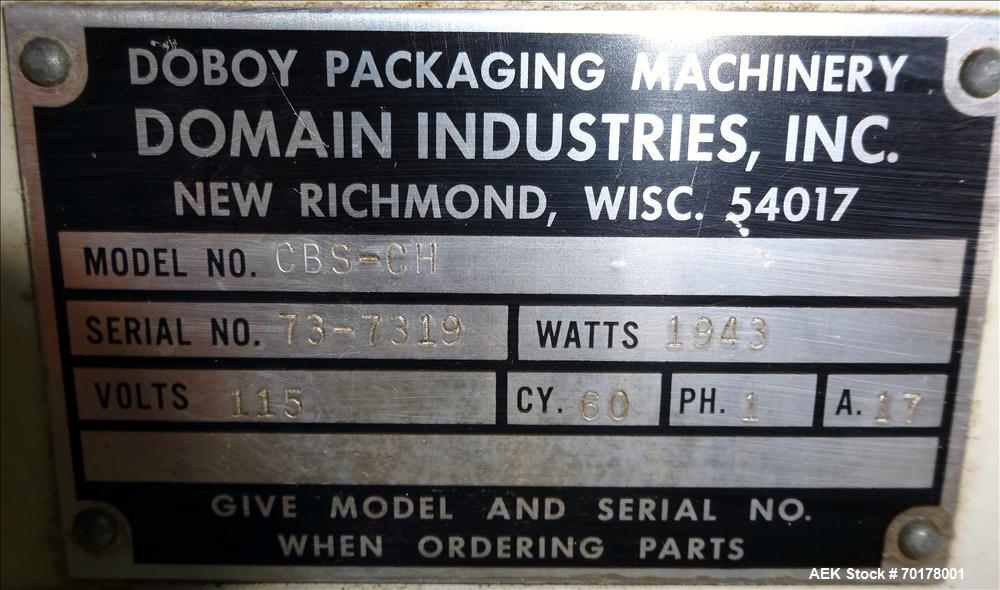 DOBOY PACKAGING MACHINERY
DOMAIN INDUSTRIES, INC.
NEW RICHMOND, WISC. 54017
MODEL NO. CBS-CH
SERIAL NO. 73-7319 WATTS 1943
VOLTS 115 CY. 60 PH. 1 A. 17
GIVE MODEL AND SERIAL NO.
WHEN ORDERING PARTS
AEK Stock # 70178001